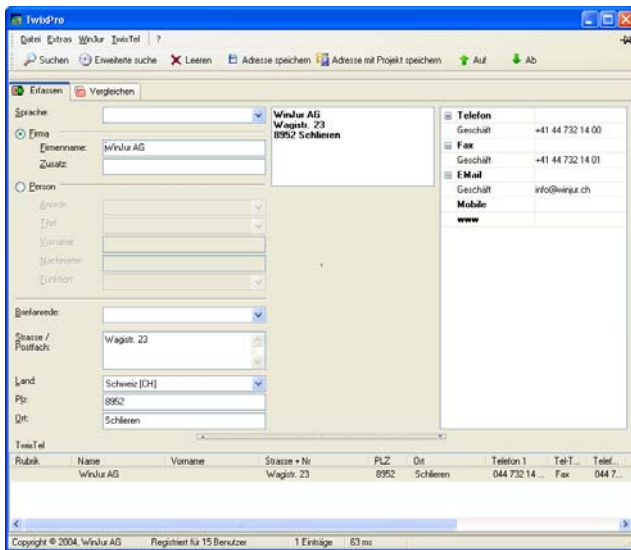 TwixPro
Datei Extras WinJur TwixTel ?
Suchen Erweiterte suche Leeren Adresse speichern Adresse mit Projekt speichern Auf Ab
Erfassen Vergleichen
Sprache:
Firma
Firmenname: WinJur AG
Zusatz:
Person
Anrede:
Titel:
Vorname:
Nachname:
Funktion:
Briefanrede:
Strasse / Postfach: Wagistr. 23
Land: Schweiz [CH]
Plz: 8952
Ort: Schlieren
WinJur AG
Wagistr. 23
8952 Schlieren
Telefon
Geschäft +41 44 732 14 00
Fax
Geschäft +41 44 732 14 01
EMail
Geschäft info@winjur.ch
Mobile
www
TwixTel
Rubrik Name Vorname Strasse + Nr PLZ Ort Telefon 1 Tel-T... Telef...
WinJur AG Wagistr. 23 8952 Schlieren 044 732 14 ... Fax 044 7...
Copyright © 2004, WinJur AG Registriert für 15 Benutzer 1 Einträge 63 ms